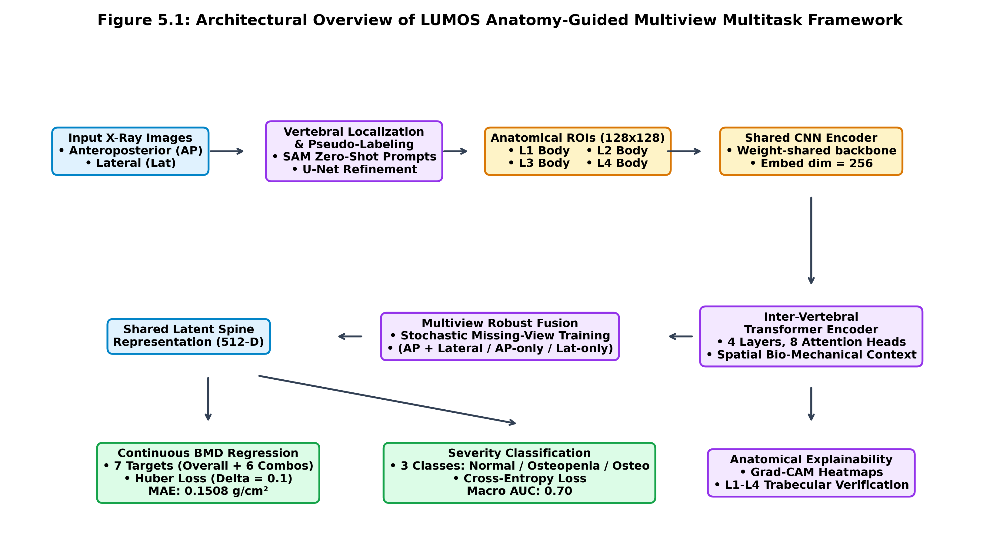 Figure 5.1: Architectural Overview of LUMOS Anatomy-Guided Multiview Multitask Framework
Input X-Ray Images
• Anteroposterior (AP)
• Lateral (Lat)
Vertebral Localization
& Pseudo-Labeling
• SAM Zero-Shot Prompts
• U-Net Refinement
Anatomical ROIs (128x128)
• L1 Body • L2 Body
• L3 Body • L4 Body
Shared CNN Encoder
• Weight-shared backbone
• Embed dim = 256
Shared Latent Spine
Representation (512-D)
Multiview Robust Fusion
• Stochastic Missing-View Training
• (AP + Lateral / AP-only / Lat-only)
Inter-Vertebral
Transformer Encoder
• 4 Layers, 8 Attention Heads
• Spatial Bio-Mechanical Context
Continuous BMD Regression
• 7 Targets (Overall + 6 Combos)
• Huber Loss (Delta = 0.1)
MAE: 0.1508 g/cm²
Severity Classification
• 3 Classes: Normal / Osteopenia / Osteo
• Cross-Entropy Loss
Macro AUC: 0.70
Anatomical Explainability
• Grad-CAM Heatmaps
• L1-L4 Trabecular Verification